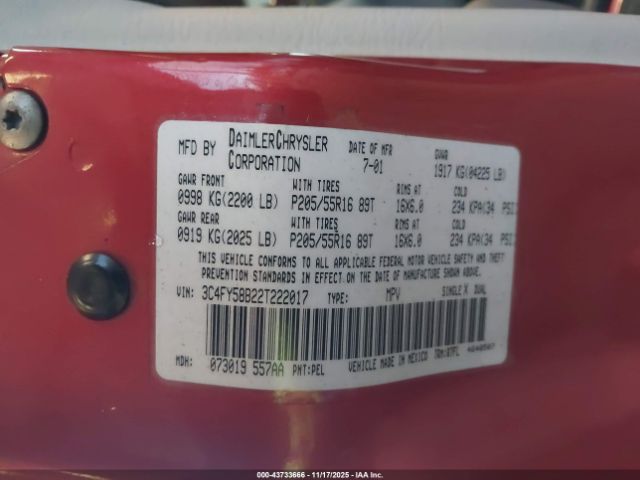 MFD BY DAIMLERCHRYSLER CORPORATION
DATE OF MFR 7-01
GVWR 1917 KG(04225 LB)
GAWR FRONT WITH TIRES RIMS AT COLD
0998 KG(2200 LB) P205/55R16 89T 16X6.0 234 KPA(34 PSI)
GAWR REAR WITH TIRES RIMS AT COLD
0919 KG(2025 LB) P205/55R16 89T 16X6.0 234 KPA(34 PSI)
THIS VEHICLE CONFORMS TO ALL APPLICABLE FEDERAL MOTOR VEHICLE SAFETY AND THEFT
PREVENTION STANDARDS IN EFFECT ON THE DATE OF MANUFACTURE SHOWN ABOVE.
VIN: 3C4FY58B22T222017 TYPE: MPV SINGLE X DUAL
MDH: 073019 557AA PNT:PEL VEHICLE MADE IN MEXICO
000-43733666 - 11/17/2025 - IAA Inc.